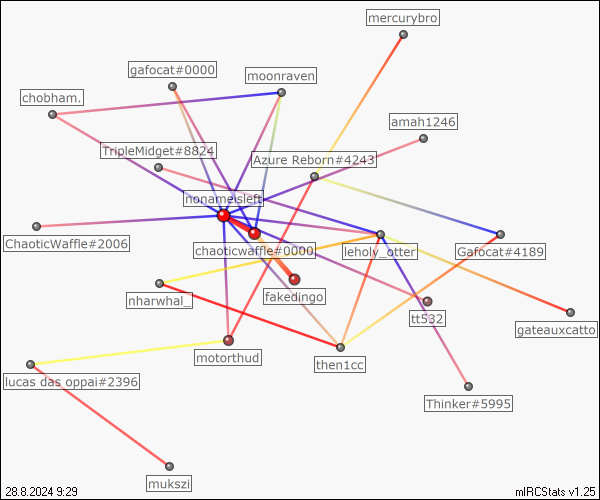 mercurybro
gafocat#0000
moonraven
chobham.
amah1246
TripleMidget#8824
Azure Reborn#4243
nonameisleft
ChaoticWaffle#2006
chaoticwaffle#0000
leholy_otter
Gafocat#4189
nharwhal_
fakedingo
tt532
gateauxcatto
motorthud
then1cc
lucas das oppai#2396
Thinker#5995
mukszi
28.8.2024 9:29
mIRCStats v1.25